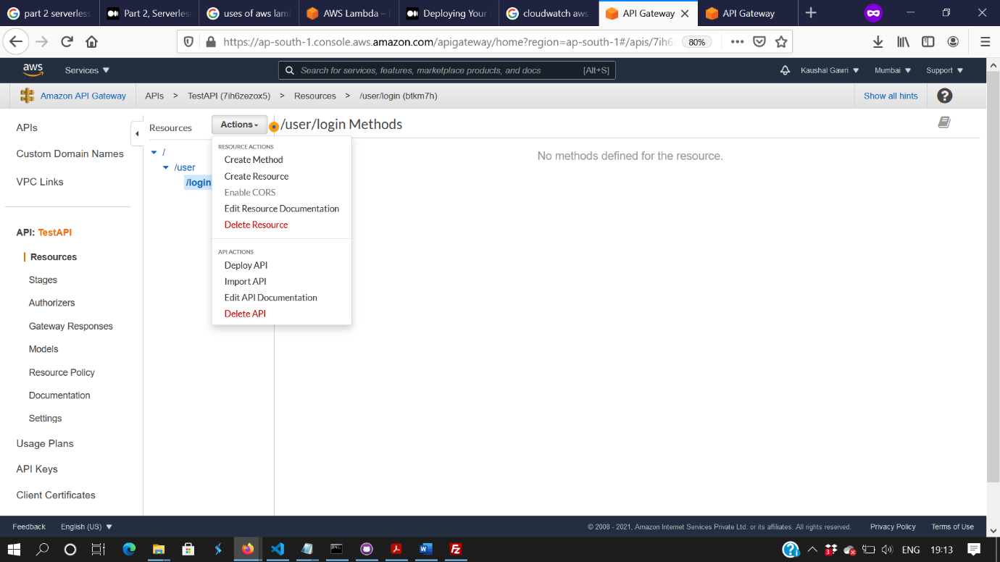 part 2 serverless
Part 2, Serverless
uses of aws lam
AWS Lambda –
Deploying Your
cloudwatch aws
API Gateway
API Gateway
https://ap-south-1.console.aws.amazon.com/apigateway/home?region=ap-south-1#/apis/7ih6z
80%
aws
Services
Search for services, features, marketplace products, and docs
[Alt+S]
Kaushal Gawri
Mumbai
Support
Amazon API Gateway
APIs > TestAPI (7ih6zezox5) > Resources > /user/login (btkm7h)
Show all hints
?
APIs
Custom Domain Names
VPC Links
API: TestAPI
Resources
Stages
Authorizers
Gateway Responses
Models
Resource Policy
Documentation
Settings
Usage Plans
API Keys
Client Certificates
Resources
Actions
/
/user
/login
RESOURCE ACTIONS
Create Method
Create Resource
Enable CORS
Edit Resource Documentation
Delete Resource
API ACTIONS
Deploy API
Import API
Edit API Documentation
Delete API
/user/login Methods
No methods defined for the resource.
Feedback
English (US)
© 2008 - 2021, Amazon Internet Services Private Ltd. or its affiliates. All rights reserved.
Privacy Policy
Terms of Use
3
ENG
19:13